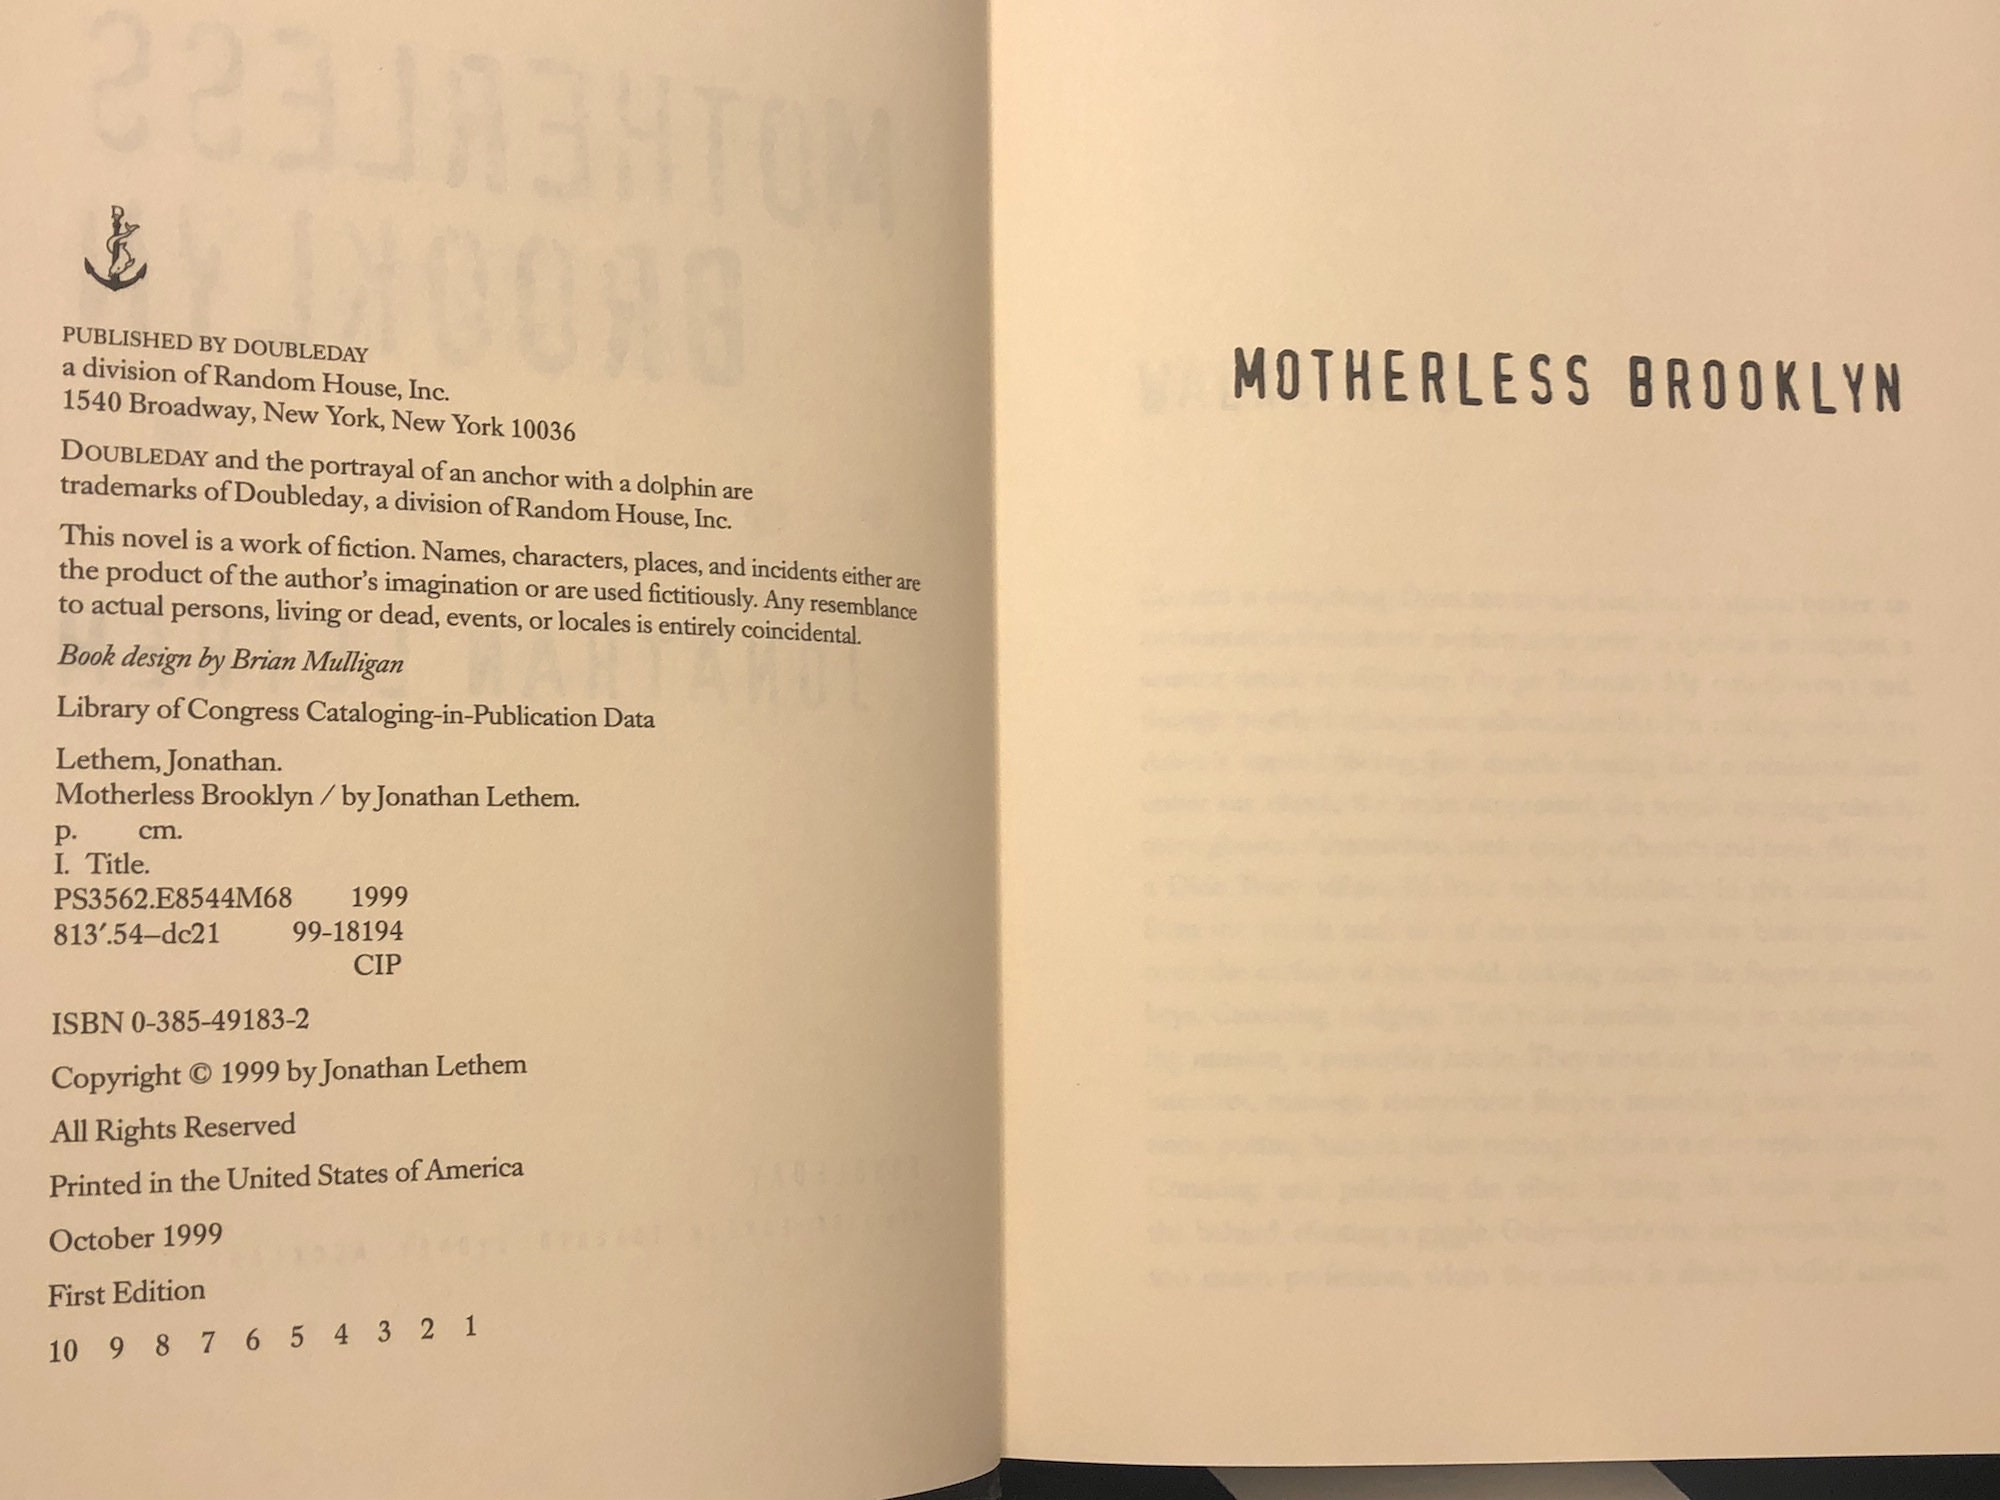 PUBLISHED BY DOUBLEDAY
a division of Random House, Inc.
1540 Broadway, New York, New York 10036
DOUBLEDAY and the portrayal of an anchor with a dolphin are
trademarks of Doubleday, a division of Random House, Inc.
This novel is a work of fiction. Names, characters, places, and incidents either are
the product of the author's imagination or are used fictitiously. Any resemblance
to actual persons, living or dead, events, or locales is entirely coincidental.
Book design by Brian Mulligan
Library of Congress Cataloging-in-Publication Data
Lethem, Jonathan.
Motherless Brooklyn / by Jonathan Lethem.
p. cm.
I. Title.
PS3562.E8544M68 1999
813′.54—dc21 99-18194
CIP
ISBN 0-385-49183-2
Copyright © 1999 by Jonathan Lethem
All Rights Reserved
Printed in the United States of America
October 1999
First Edition
10 9 8 7 6 5 4 3 2 1
MOTHERLESS BROOKLYN